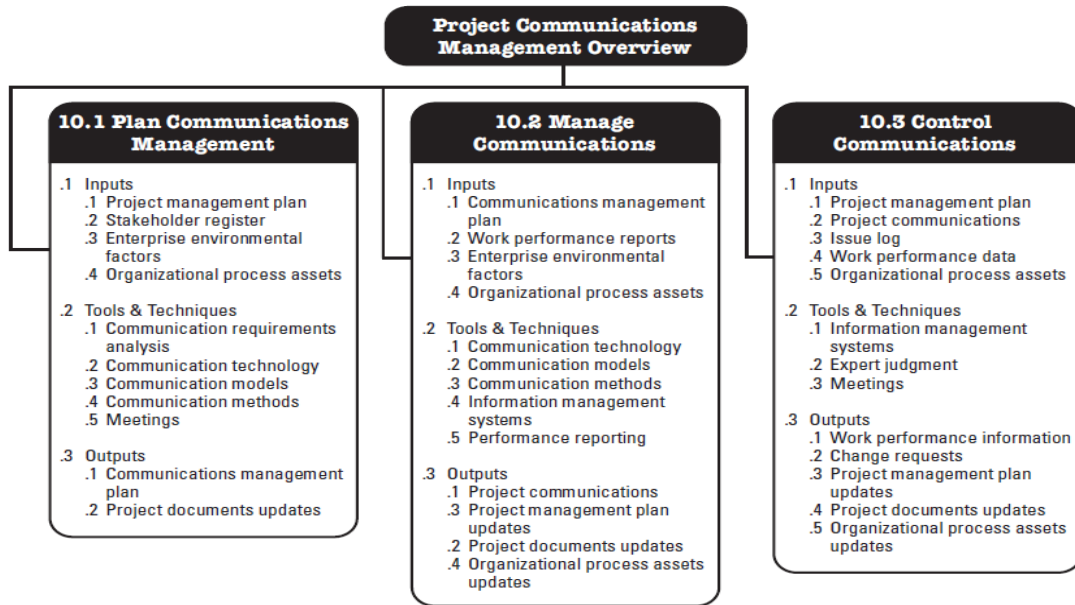 Project Communications
Management Overview
10.1 Plan Communications
Management
.1 Inputs
.1 Project management plan
.2 Stakeholder register
.3 Enterprise environmental
factors
.4 Organizational process assets
.2 Tools & Techniques
.1 Communication requirements
analysis
.2 Communication technology
.3 Communication models
.4 Communication methods
.5 Meetings
.3 Outputs
.1 Communications management
plan
.2 Project documents updates
10.2 Manage
Communications
.1 Inputs
.1 Communications management
plan
.2 Work performance reports
.3 Enterprise environmental
factors
.4 Organizational process assets
.2 Tools & Techniques
.1 Communication technology
.2 Communication models
.3 Communication methods
.4 Information management
systems
.5 Performance reporting
.3 Outputs
.1 Project communications
.3 Project management plan
updates
.2 Project documents updates
.4 Organizational process assets
updates
10.3 Control
Communications
.1 Inputs
.1 Project management plan
.2 Project communications
.3 Issue log
.4 Work performance data
.5 Organizational process assets
.2 Tools & Techniques
.1 Information management
systems
.2 Expert judgment
.3 Meetings
.3 Outputs
.1 Work performance information
.2 Change requests
.3 Project management plan
updates
.4 Project documents updates
.5 Organizational process assets
updates